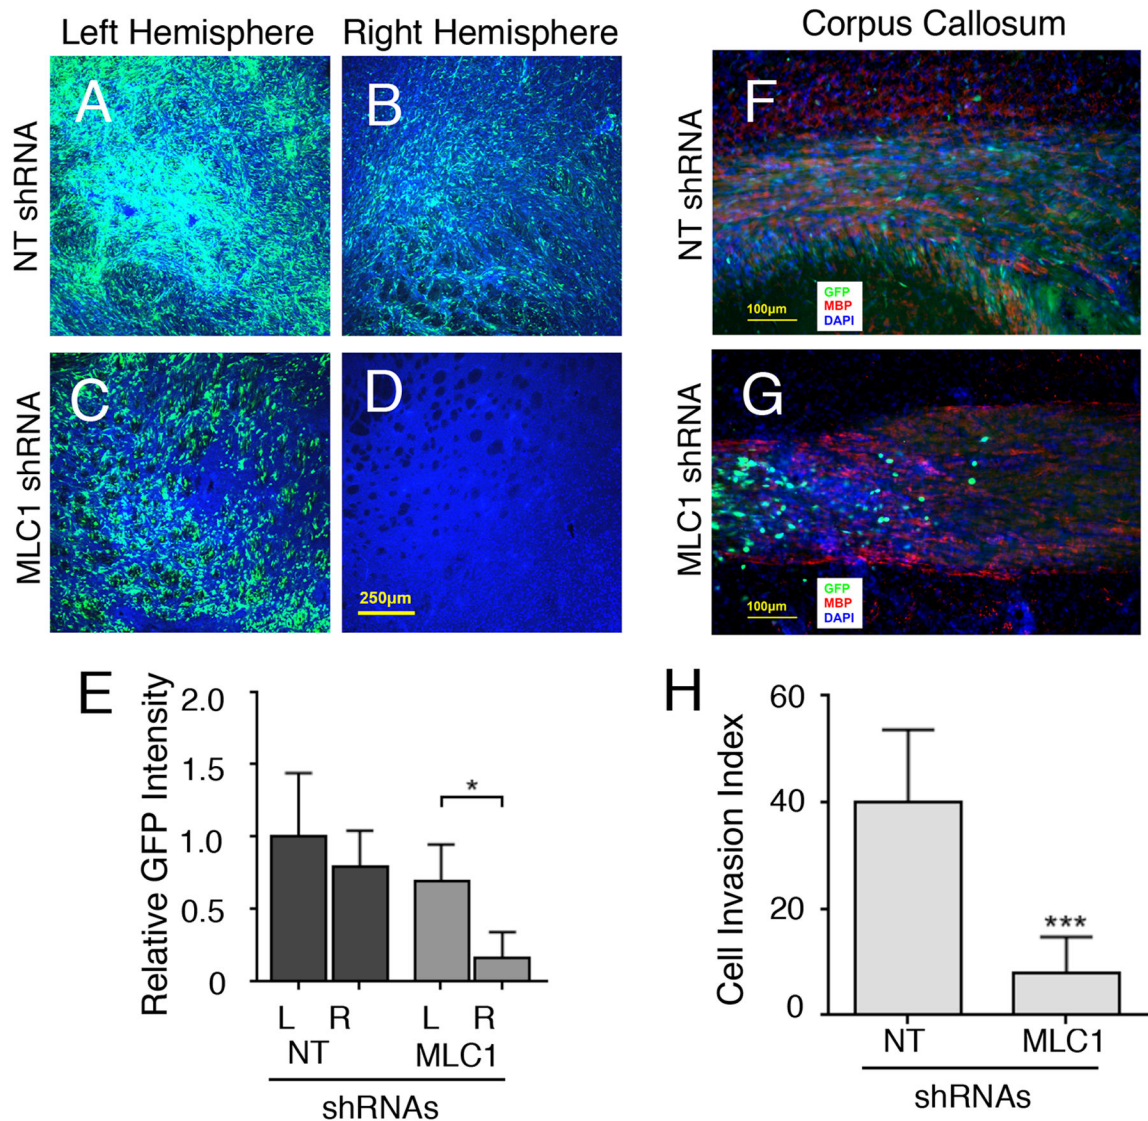 Left Hemisphere
Right Hemisphere
Corpus Callosum
NT shRNA
A
B
NT shRNA
F
100µm
GFP
MBP
DAPI
MLC1 shRNA
C
D
250µm
MLC1 shRNA
G
100µm
GFP
MBP
DAPI
E
Relative GFP Intensity
2.0
1.5
1.0
0.5
0
*
L R L R
NT MLC1
shRNAs
H
Cell Invasion Index
60
40
20
0
***
NT MLC1
shRNAs